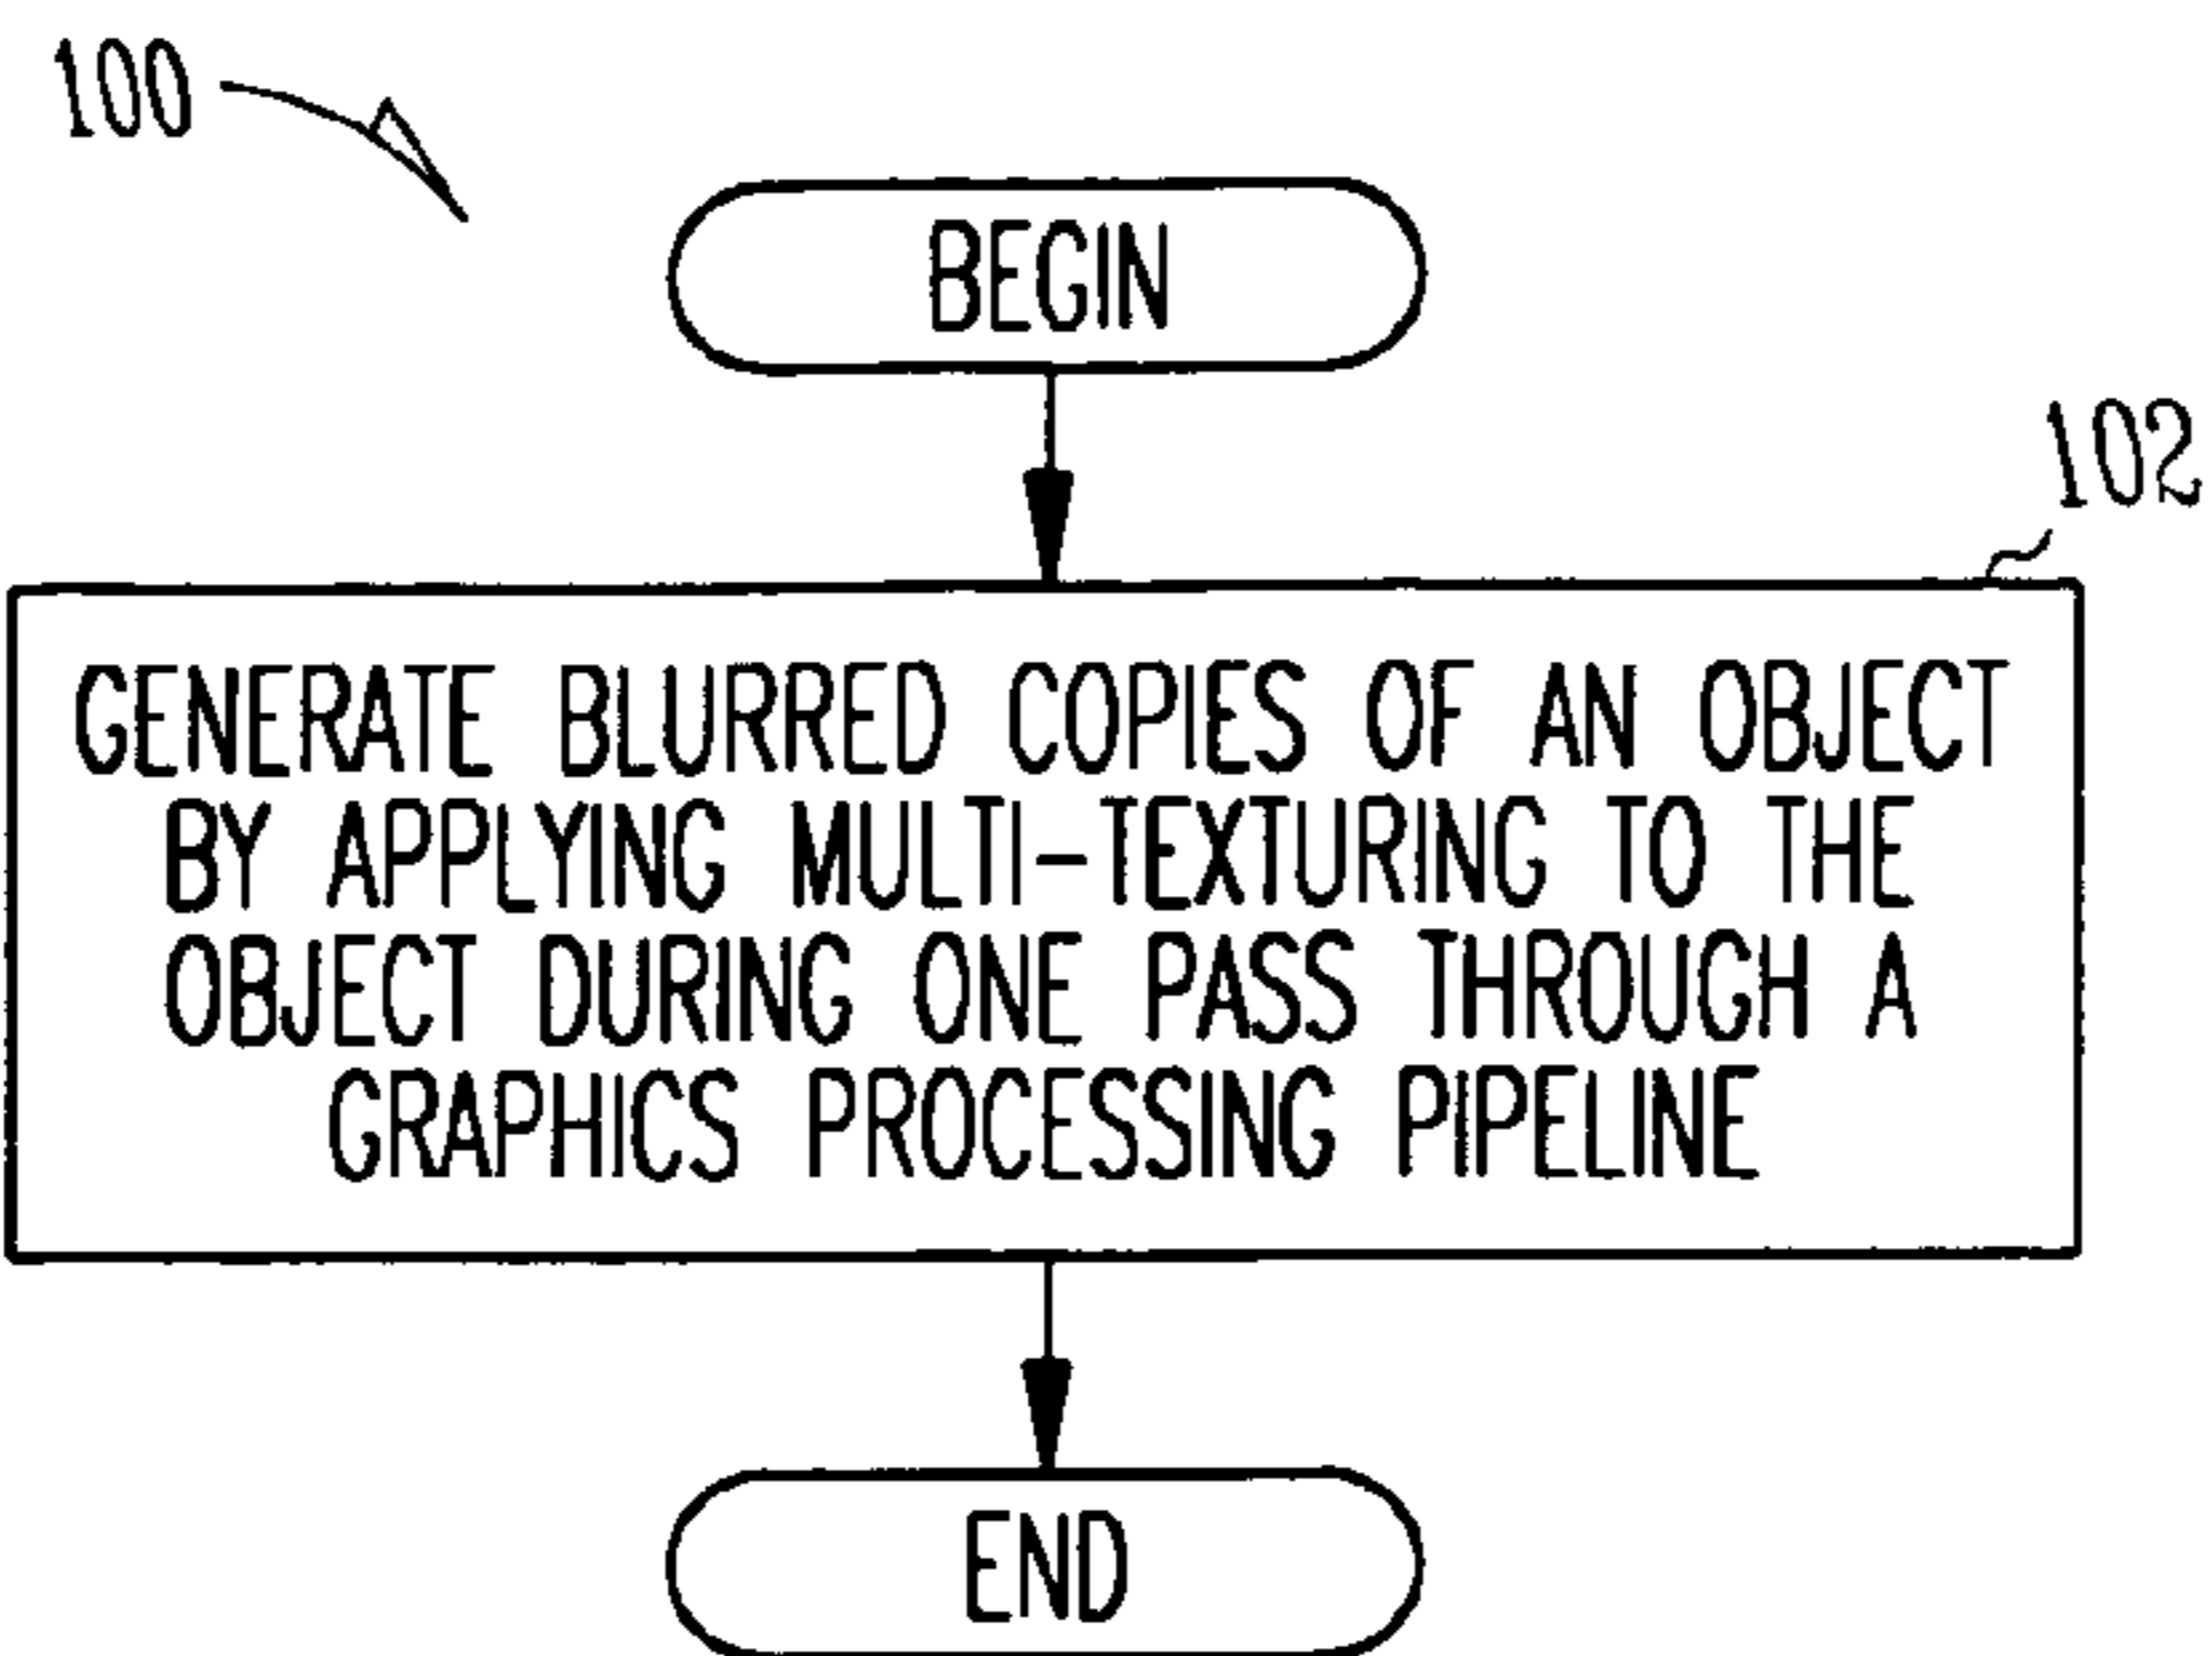 100
BEGIN
102
GENERATE BLURRED COPIES OF AN OBJECT
BY APPLYING MULTI-TEXTURING TO THE
OBJECT DURING ONE PASS THROUGH A
GRAPHICS PROCESSING PIPELINE
END